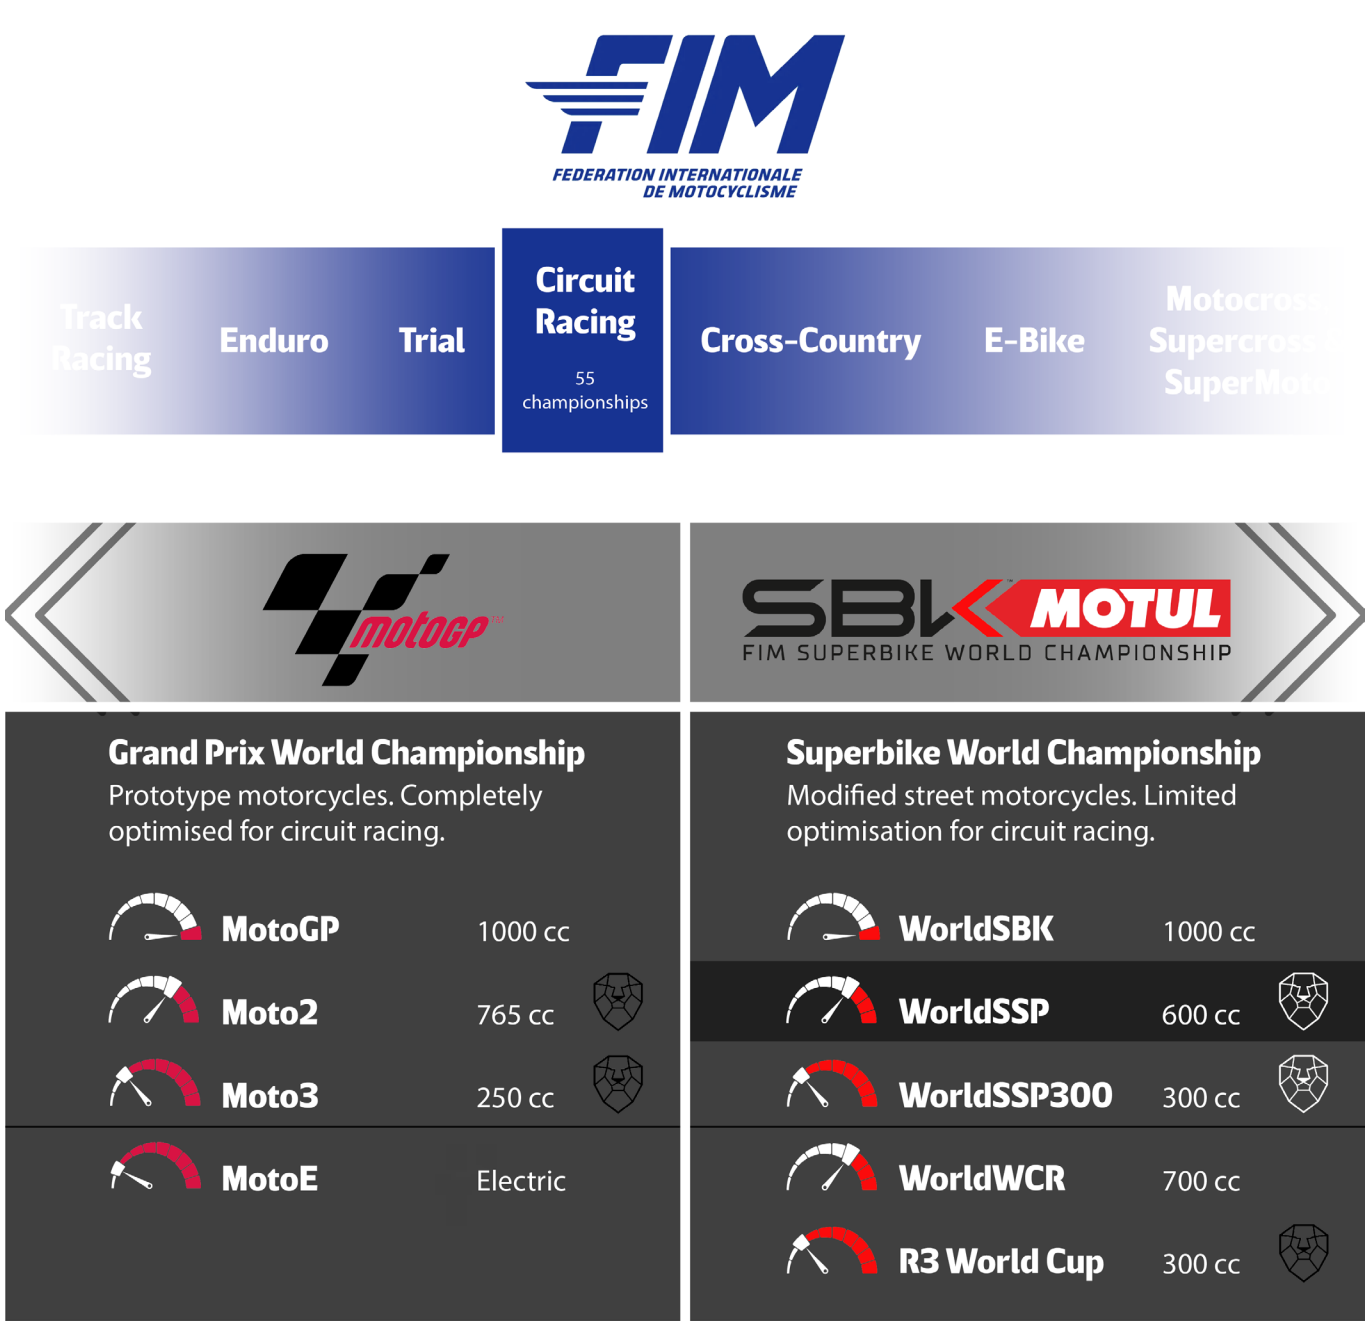 FIM
FEDERATION INTERNATIONALE
DE MOTOCYCLISME
Track
Racing
Enduro
Trial
Circuit
Racing
55
championships
Cross-Country
E-Bike
Motocross,
Supercross &
SuperMoto
motoGP™
SBK™ MOTUL
FIM SUPERBIKE WORLD CHAMPIONSHIP
Grand Prix World Championship
Prototype motorcycles. Completely
optimised for circuit racing.
MotoGP 1000 cc
Moto2 765 cc
Moto3 250 cc
MotoE Electric
Superbike World Championship
Modified street motorcycles. Limited
optimisation for circuit racing.
WorldSBK 1000 cc
WorldSSP 600 cc
WorldSSP300 300 cc
WorldWCR 700 cc
R3 World Cup 300 cc